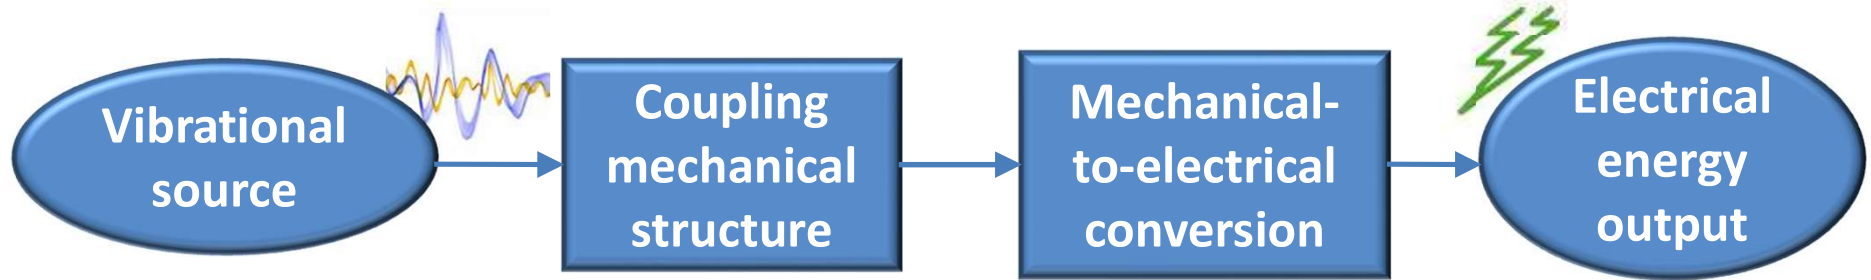 Vibrational
source
Coupling
mechanical
structure
Mechanical-
to-electrical
conversion
Electrical
energy
output